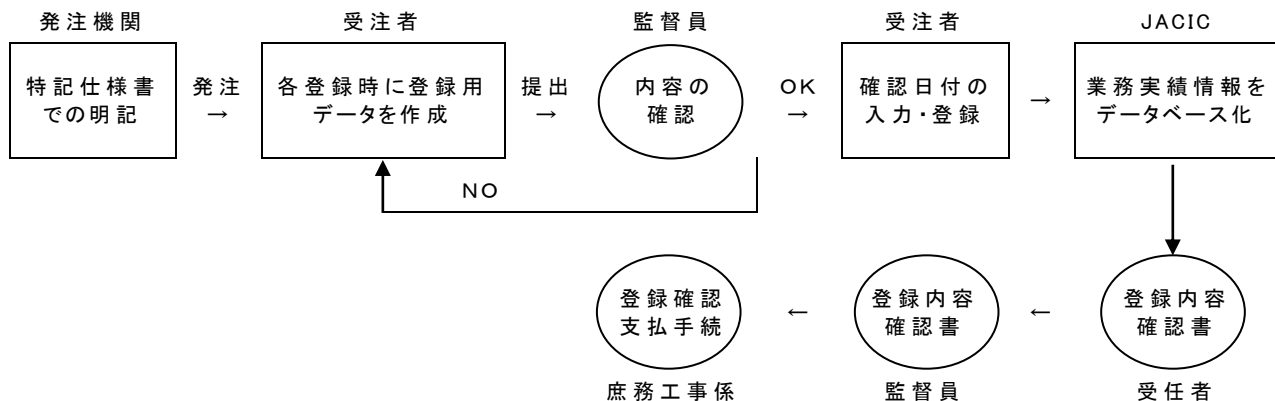 発注機関
受注者
監督員
受注者
JACIC
特記仕様書
での明記
発注
→
各登録時に登録用
データを作成
提出
→
内容の
確認
OK
→
確認日付の
入力・登録
→
業務実績情報を
データベース化
NO
登録確認
支払手続
←
登録内容
確認書
←
登録内容
確認書
庶務工事係
監督員
受任者